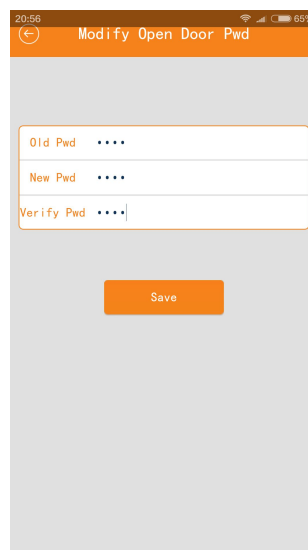 20:56 65%
Modify Open Door Pwd
Old Pwd ••••
New Pwd ••••
Verify Pwd ••••
Save